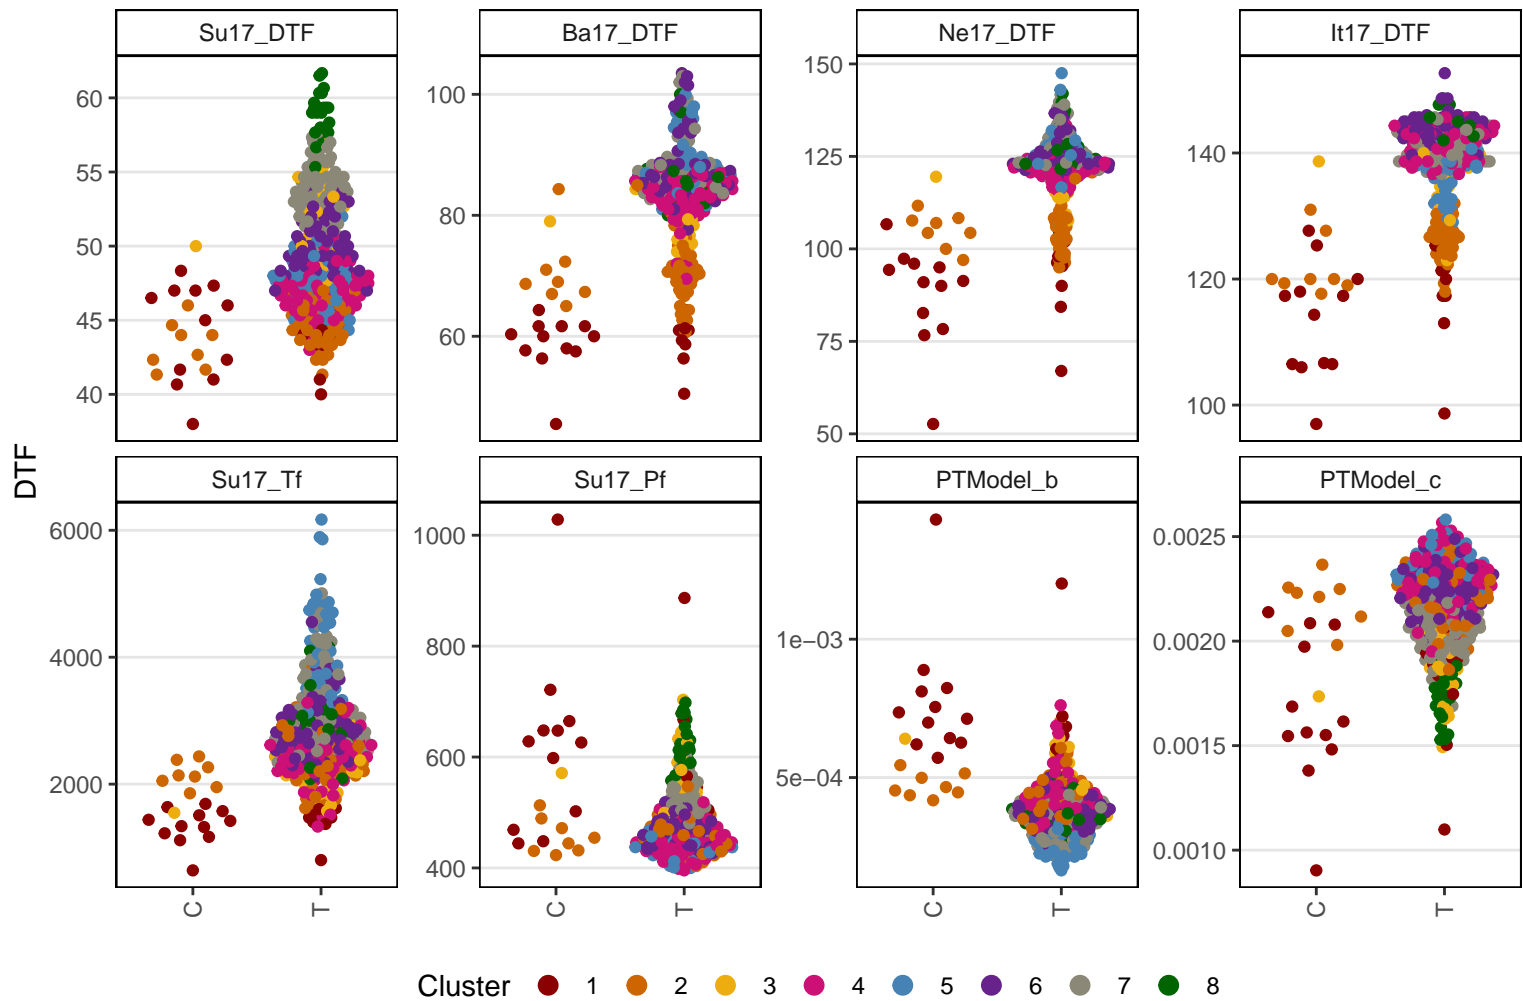 Su17_DTF Ba17_DTF Ne17_DTF It17_DTF
60 55 50 45 40
100 80 60
150 125 100 75 50
140 120 100
DTF
Su17_Tf Su17_Pf PTModel_b PTModel_c
6000 4000 2000
1000 800 600 400
1e−03 5e−04
0.0025 0.0020 0.0015 0.0010
C T C T C T C T
Cluster 1 2 3 4 5 6 7 8